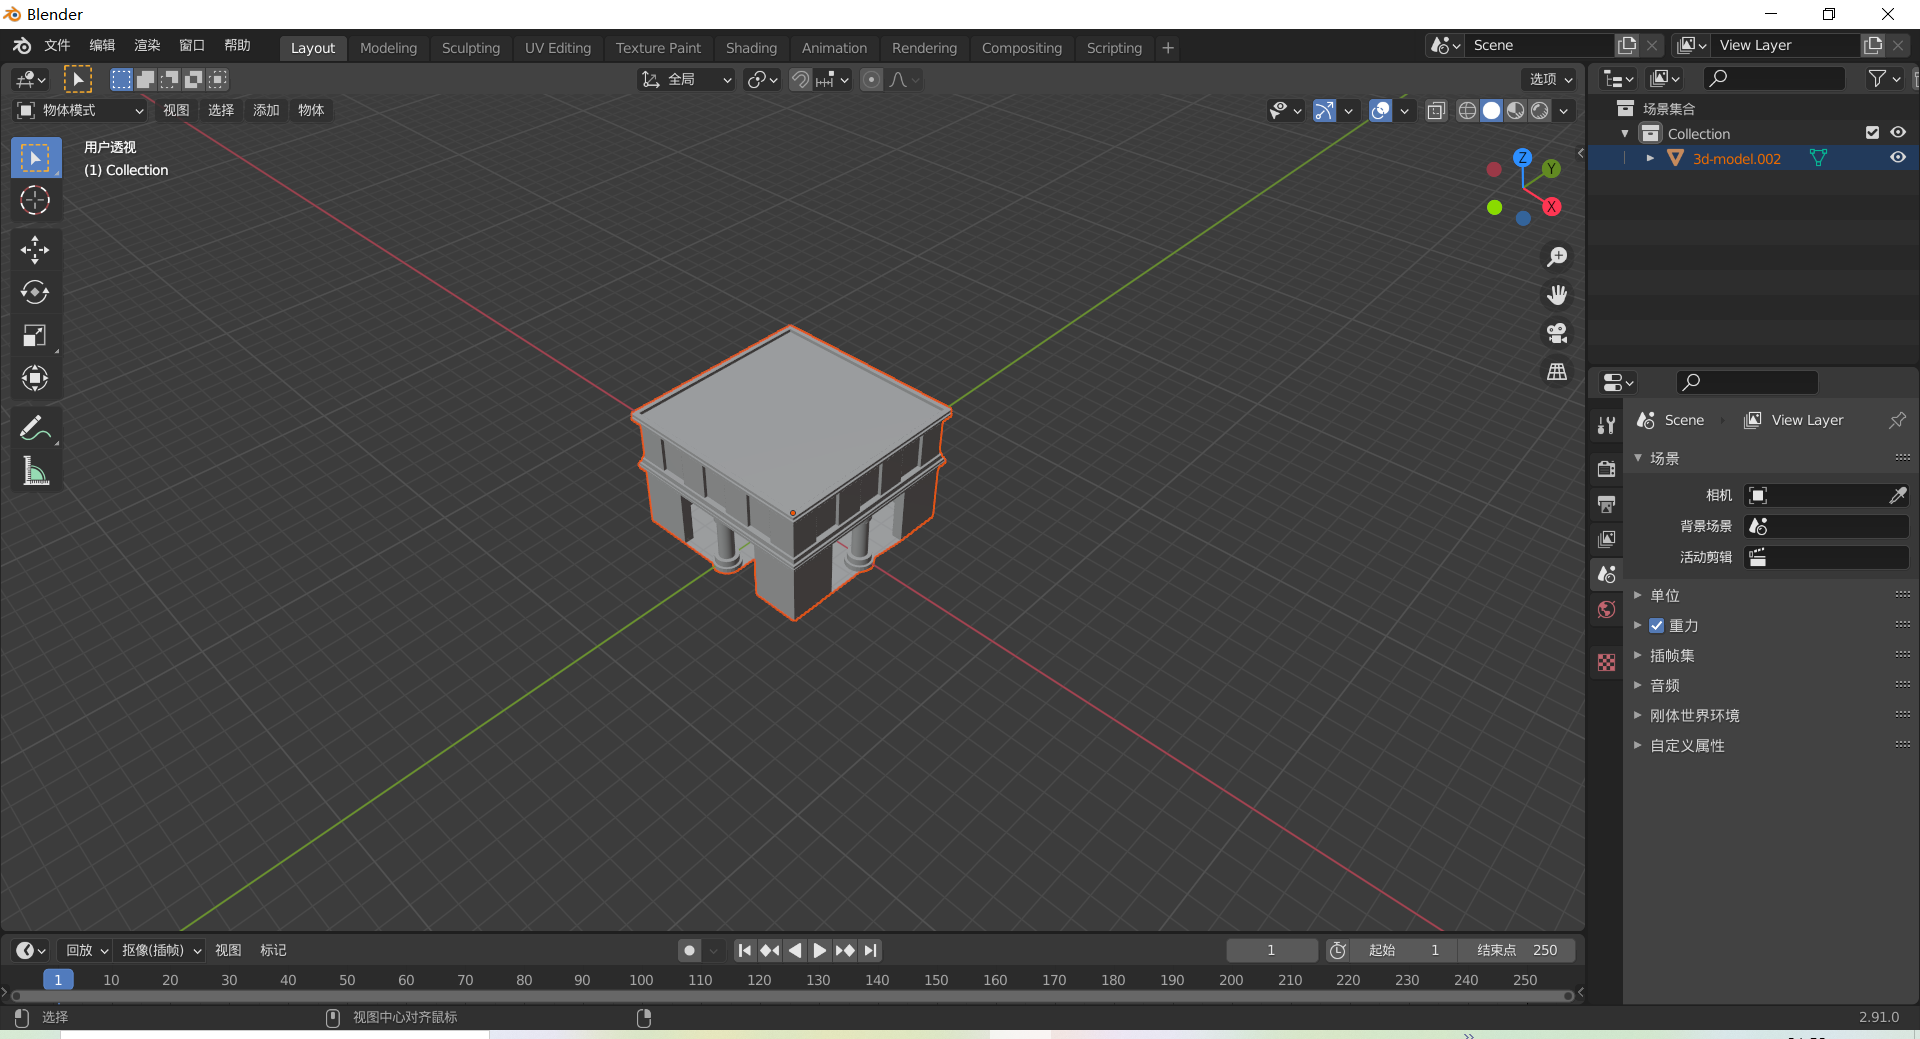 Blender
文件 编辑 渲染 窗口 帮助 Layout Modeling Sculpting UV Editing Texture Paint Shading Animation Rendering Compositing Scripting + Scene View Layer
全局 选项
物体模式 视图 选择 添加 物体
用户透视
(1) Collection
Z
Y
X
场景集合
Collection
3d-model.002
Scene View Layer
场景
相机
背景场景
活动剪辑
单位
重力
插帧集
音频
刚体世界环境
自定义属性
回放 抠像(插帧) 视图 标记 1 起始 1 结束点 250
1 10 20 30 40 50 60 70 80 90 100 110 120 130 140 150 160 170 180 190 200 210 220 230 240 250
选择 视图中心对齐鼠标 2.91.0